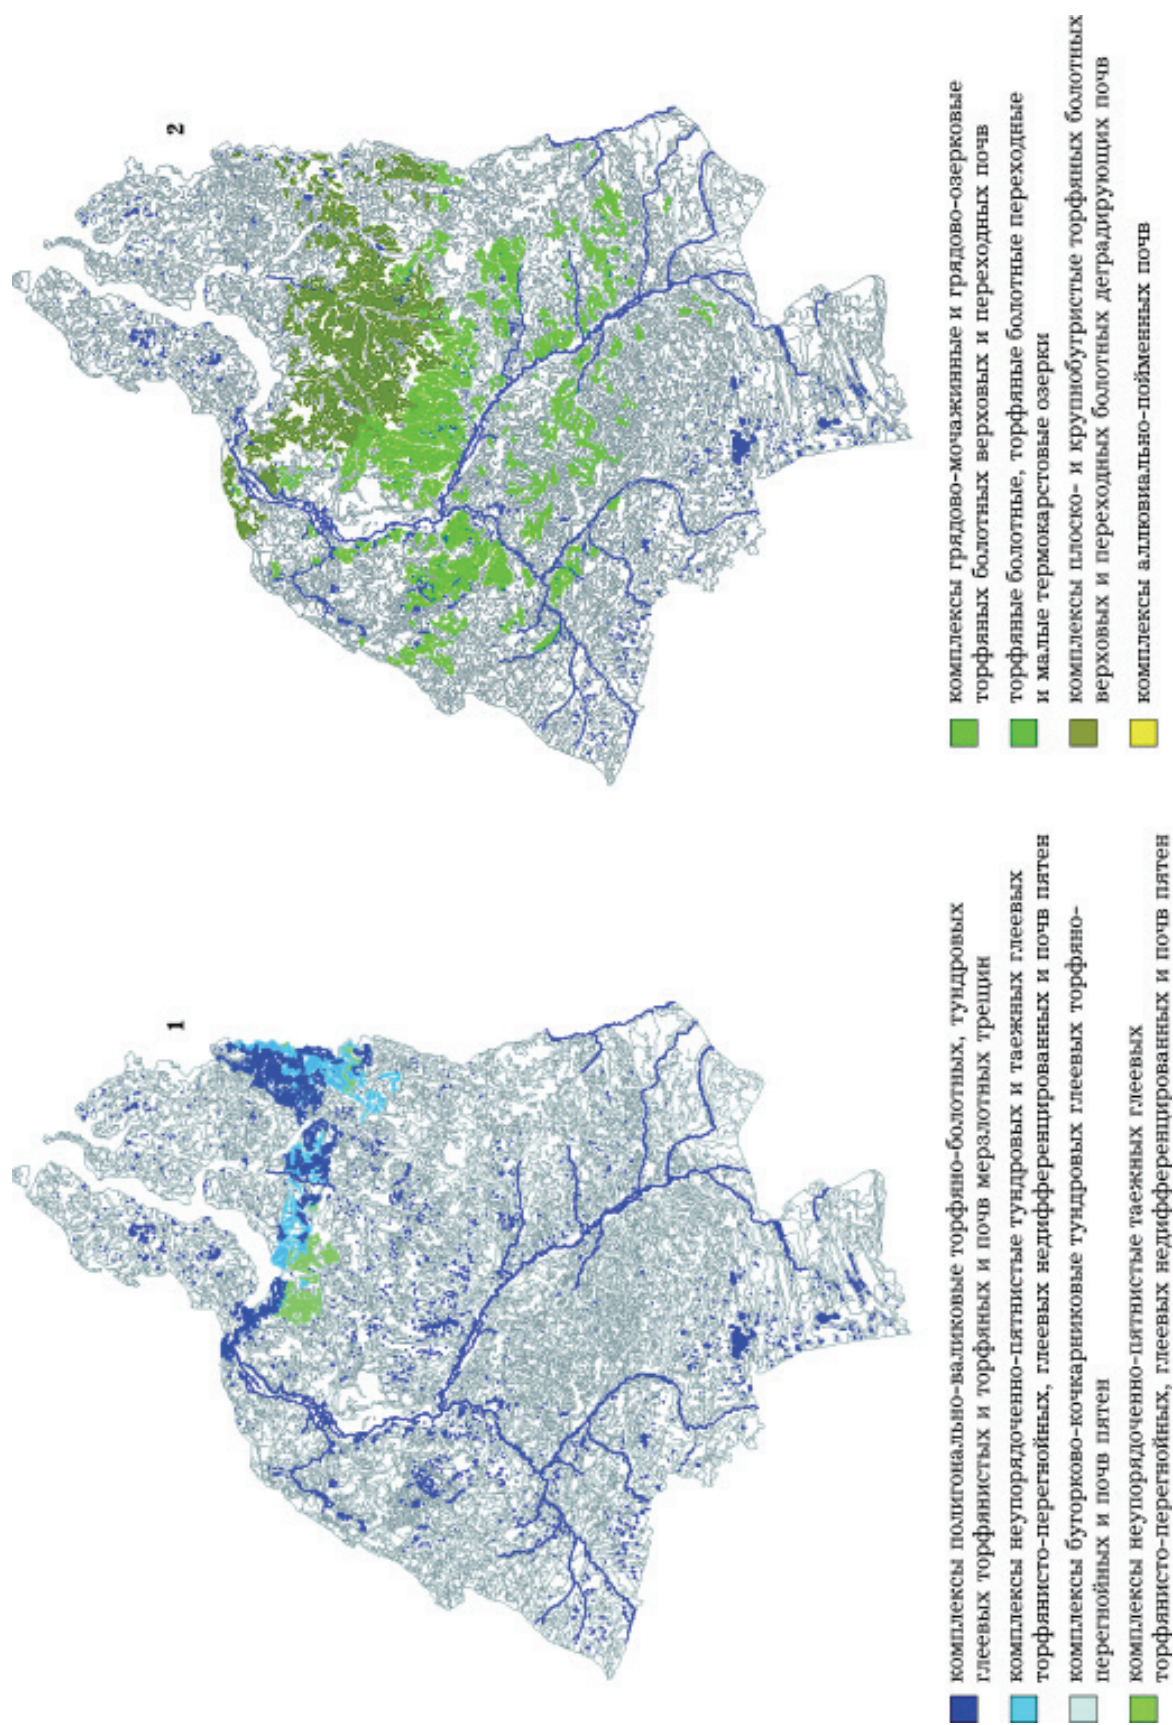 1
комплексы полигонально-валиковые торфяно-болотных, тундровых
глеевых торфянистых и торфяных и почв мерзлотных трещин
комплексы неупорядоченно-пятнистые тундровых и таежных глеевых
торфянисто-перегнойных, глеевых недифференцированных и почв пятен
комплексы бугорково-кочкарниковые тундровых глеевых торфяно-
перегнойных и почв пятен
комплексы неупорядоченно-пятнистые таежных глеевых
торфянисто-перегнойных, глеевых недифференцированных и почв пятен
2
комплексы грядово-мочажинные и грядово-озерковые
торфяных болотных верховых и переходных почв
торфяные болотные, торфяные болотные переходные
и малые термокарстовые озерки
комплексы плоско- и крупнобугристые торфяных болотных
верховых и переходных болотных деградирующих почв
комплексы аллювиально-пойменных почв